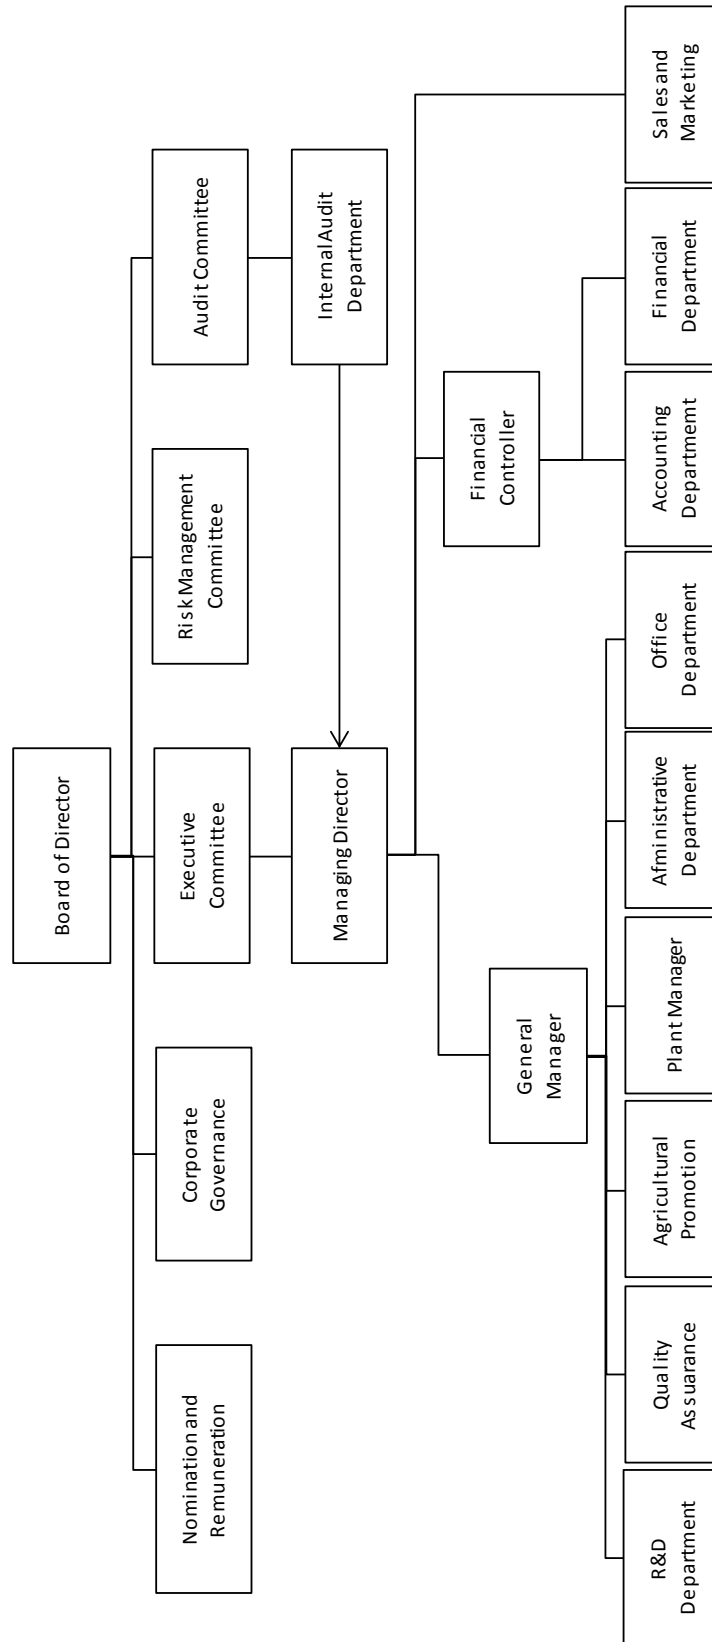 Board of Director
Nomination and
Remuneration
Corporate
Governance
Executive
Committee
Risk Management
Committee
Audit Committee
Managing Director
Internal Audit
Department
General
Manager
Financial
Controller
R&D
Department
Quality
Assuarance
Agricultural
Promotion
Plant Manager
Afministrative
Department
Office
Department
Accounting
Departmemt
Financial
Department
Sales and
Marketing